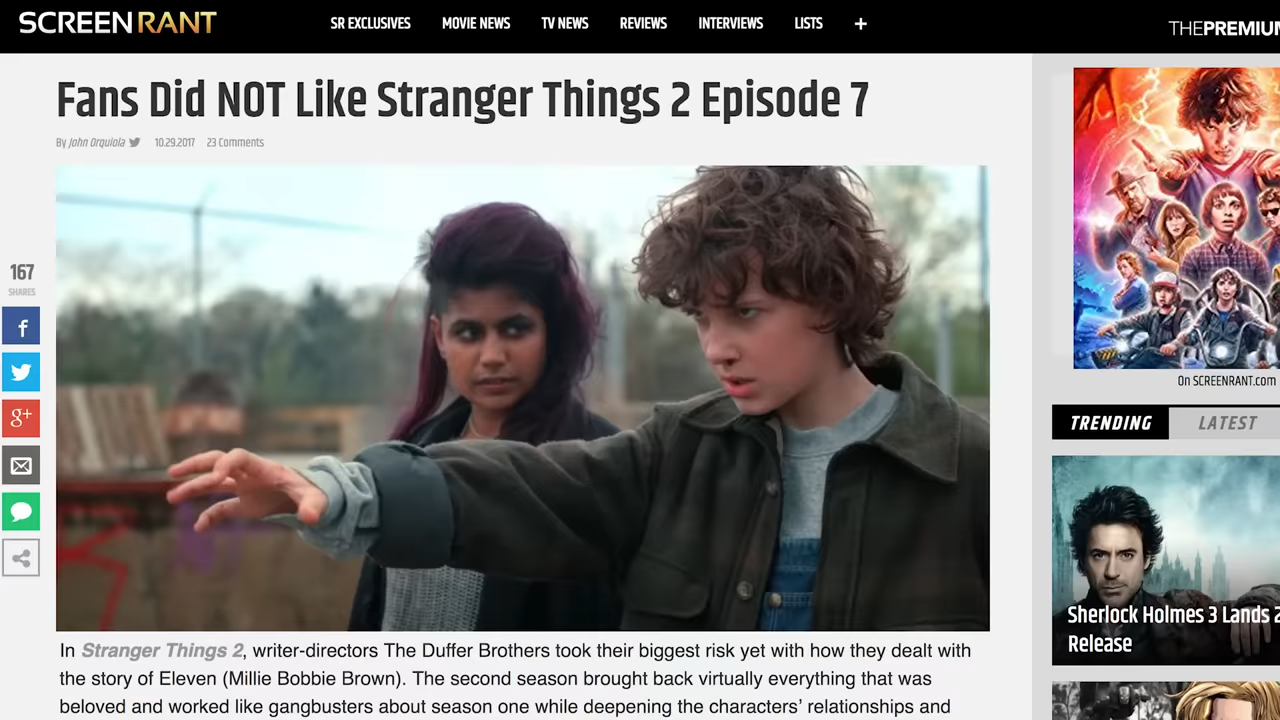 SCREENRANT
SR EXCLUSIVES MOVIE NEWS TV NEWS REVIEWS INTERVIEWS LISTS +
THEPREMIUM
Fans Did NOT Like Stranger Things 2 Episode 7
By John Orquiola 10.29.2017 23 Comments
167
SHARES
f
g+
In Stranger Things 2, writer-directors The Duffer Brothers took their biggest risk yet with how they dealt with
the story of Eleven (Millie Bobbie Brown). The second season brought back virtually everything that was
beloved and worked like gangbusters about season one while deepening the characters' relationships and
On SCREENRANT.com
TRENDING LATEST
Sherlock Holmes 3 Lands 2
Release